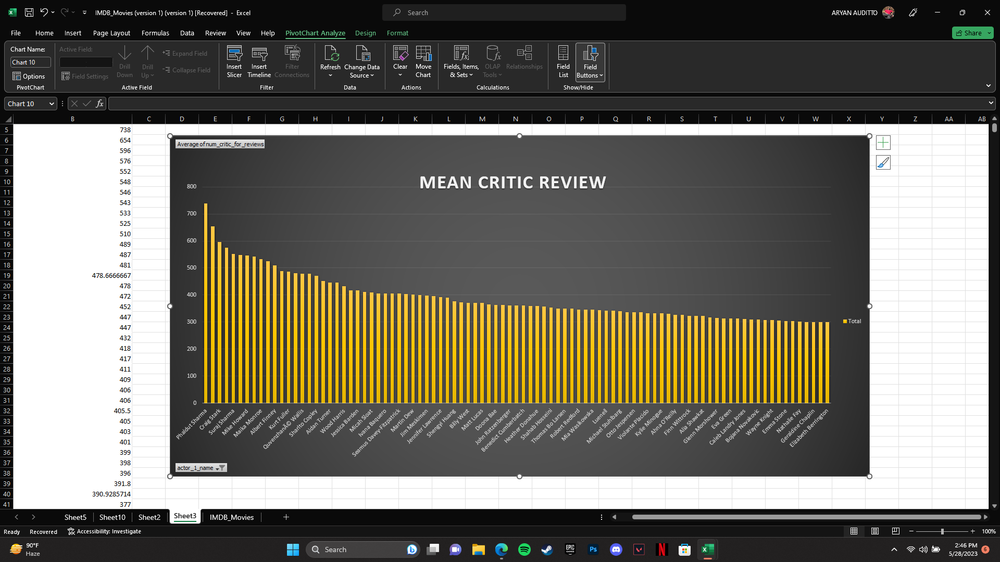 IMDB_Movies (version 1) (version 1) [Recovered] - Excel
Search
ARYAN AUDITTO
File Home Insert Page Layout Formulas Data Review View Help PivotChart Analyze Design Format
Share
Chart Name:
Chart 10
Options
PivotChart
Active Field:
Field Settings
Drill Down
Drill Up
Expand Field
Collapse Field
Active Field
Insert Slicer
Insert Timeline
Filter Connections
Filter
Refresh
Change Data Source
Data
Clear
Move Chart
Actions
Fields, Items, & Sets
OLAP Tools
Relationships
Calculations
Field List
Field Buttons
Show/Hide
Chart 10
fx
B C D E F G H I J K L M N O P Q R S T U V W X Y Z AA AB
5 738
6 654
7 596
8 576
9 552
10 548
11 546
12 543
13 533
14 525
15 510
16 489
17 487
18 481
19 478.6666667
20 478
21 472
22 452
23 447
24 447
25 432
26 418
27 417
28 411
29 409
30 406
31 406
32 405.5
33 405
34 403
35 401
36 399
37 398
38 396
39 391.8
40 390.9285714
41 377
Average of num_critic_for_reviews
MEAN CRITIC REVIEW
800
700
600
500
400
300
200
100
0
Total
Phaldut Sharma
Craig Stark
Suraj Sharma
Mike Howard
Maika Monroe
Albert Finney
Kurt Fuller
QuvenzhanÃ© Wallis
Sharlto Copley
Aidan Turner
Wood Harris
Jessica Barden
Micah Sloat
Ivana Baquero
Seamus Davey-Fitzpatrick
Martin Dew
Jim Meskimen
Jennifer Lawrence
Shengyi Huang
Billy West
Matt Lucas
Doona Bae
John Ratzenberger
Benedict Cumberbatch
Heather Donahue
Shahab Hosseini
Thomas Bo Larsen
Robert Redford
Mia Wasikowska
Luenell
Michael Stuhlbarg
Otto Jespersen
Violante Placido
Kylie Minogue
Ahna O'Reilly
Finn Wittrock
Alia Shawkat
Glenn Morshower
Eva Green
Caleb Landry Jones
Bojana Novakovic
Wayne Knight
Emma Stone
Nathalie Fay
Geraldine Chaplin
Elizabeth Berrington
actor_1_name
Sheet5 Sheet10 Sheet2 Sheet3 IMDB_Movies
Ready Recovered Accessibility: Investigate
100%
90°F
Haze
Search
EPIC GAMES
Ps
2:46 PM
5/28/2023
6